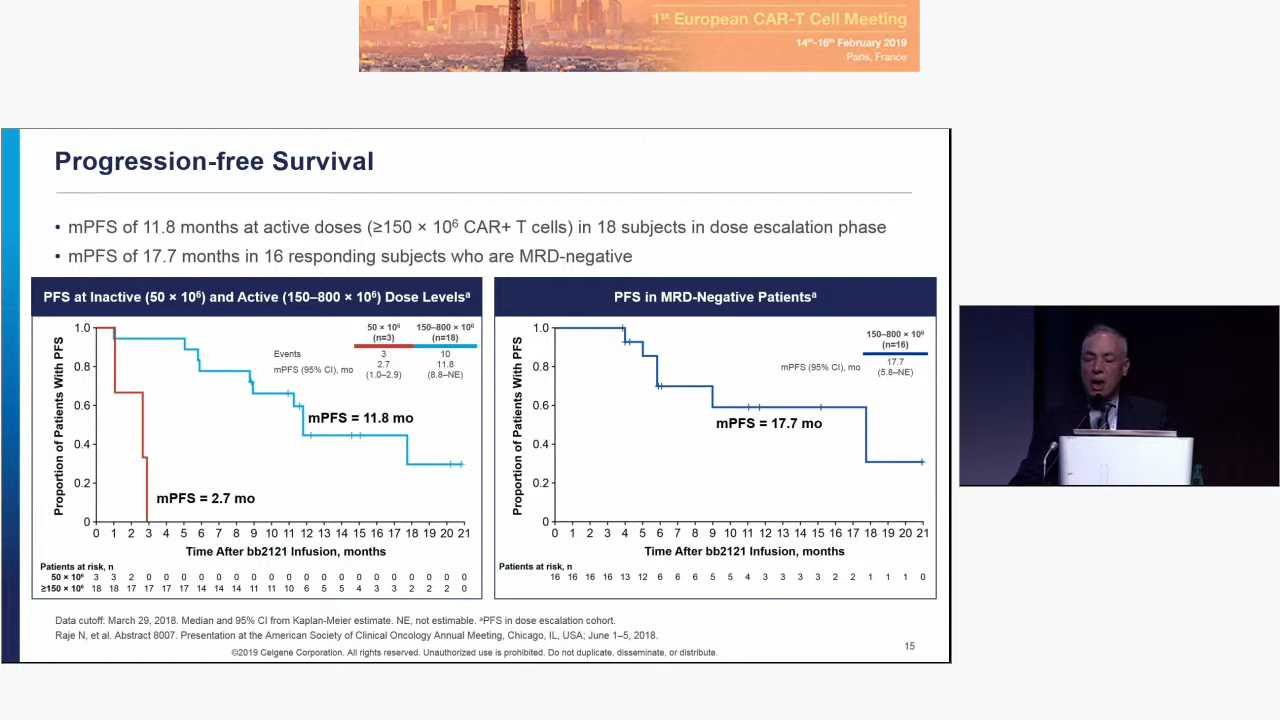 1st European CAR-T Cell Meeting
14th-16th February 2019
Paris, France
Progression-free Survival
• mPFS of 11.8 months at active doses (≥150 × 10⁶ CAR+ T cells) in 18 subjects in dose escalation phase
• mPFS of 17.7 months in 16 responding subjects who are MRD-negative
PFS at Inactive (50 × 10⁶) and Active (150–800 × 10⁶) Dose Levelsᵃ
Proportion of Patients With PFS
1.0
0.8
0.6
0.4
0.2
0
50 × 10⁶ 150–800 × 10⁶
(n=3) (n=18)
Events 3 10
mPFS (95% CI), mo 2.7 11.8
(1.0–2.9) (8.8–NE)
mPFS = 11.8 mo
mPFS = 2.7 mo
0 1 2 3 4 5 6 7 8 9 10 11 12 13 14 15 16 17 18 19 20 21
Time After bb2121 Infusion, months
Patients at risk, n
50 × 10⁶ 3 3 2 0 0 0 0 0 0 0 0 0 0 0 0 0 0 0 0 0 0 0
≥150 × 10⁶ 18 18 17 17 17 17 14 14 14 11 11 10 6 5 5 4 3 3 2 2 2 0
PFS in MRD-Negative Patientsᵃ
Proportion of Patients With PFS
1.0
0.8
0.6
0.4
0.2
0
150–800 × 10⁶
(n=16)
mPFS (95% CI), mo 17.7
(5.8–NE)
mPFS = 17.7 mo
0 1 2 3 4 5 6 7 8 9 10 11 12 13 14 15 16 17 18 19 20 21
Time After bb2121 Infusion, months
Patients at risk, n
16 16 16 16 13 12 6 6 6 5 5 4 3 3 3 3 2 2 1 1 1 0
Data cutoff: March 29, 2018. Median and 95% CI from Kaplan-Meier estimate. NE, not estimable. ᵃPFS in dose escalation cohort.
Raje N, et al. Abstract 8007. Presentation at the American Society of Clinical Oncology Annual Meeting, Chicago, IL, USA; June 1–5, 2018.
©2019 Celgene Corporation. All rights reserved. Unauthorized use is prohibited. Do not duplicate, disseminate, or distribute.
15